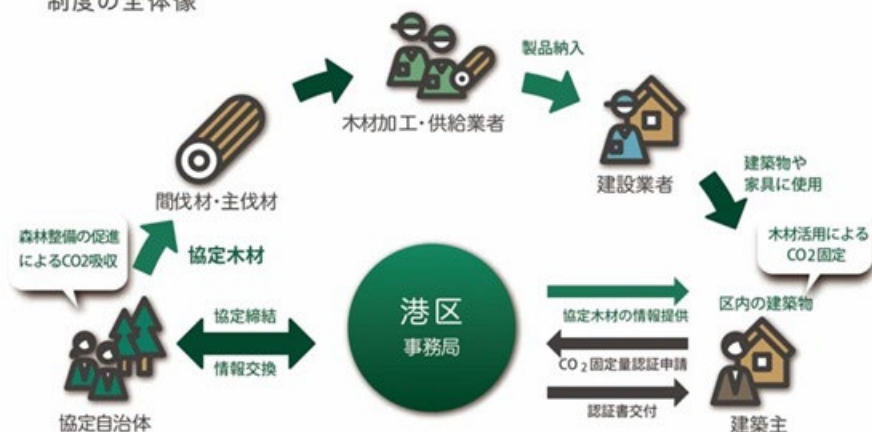 制度の全体像
製品納入
木材加工・供給業者
建設業者
建築物や
家具に使用
間伐材・主伐材
森林整備の促進
によるCO2吸収
協定木材
木材活用による
CO2固定
港区
事務局
協定締結
情報交換
協定木材の情報提供
CO2固定量認証申請
認証書交付
区内の建築物
協定自治体
建築主